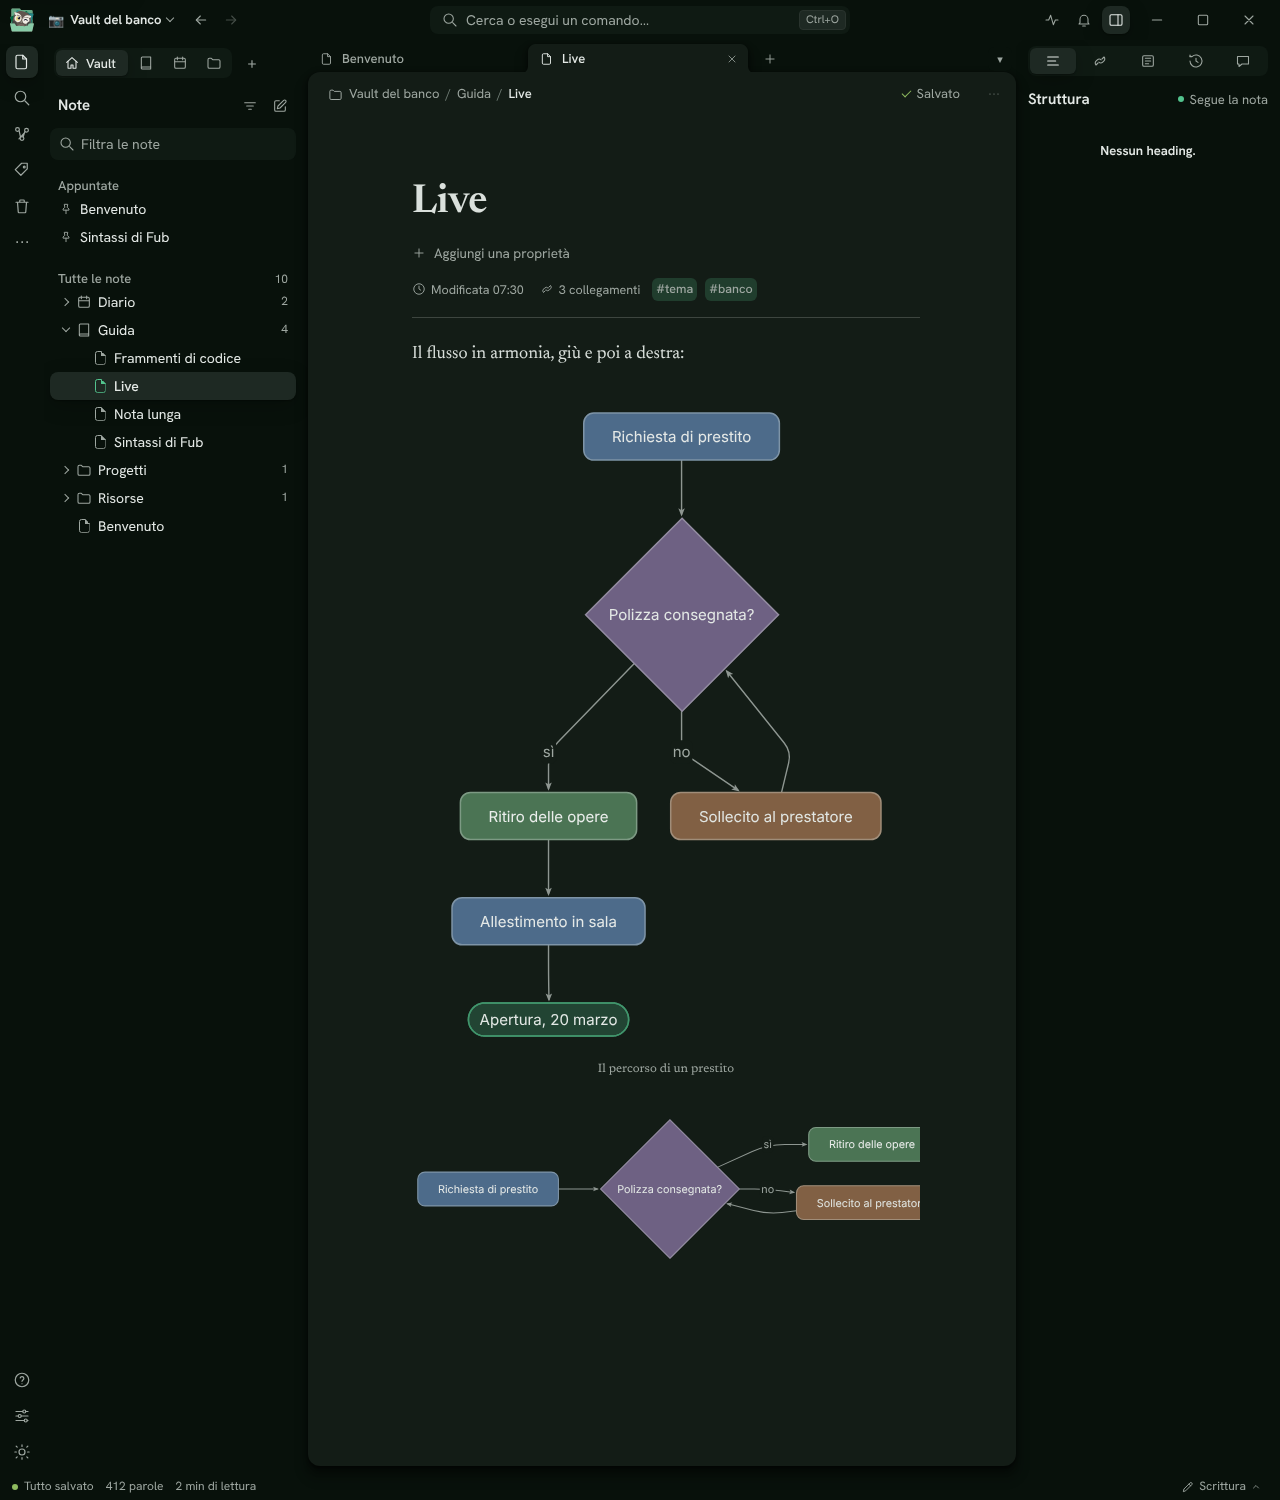 Vault del banco
Cerca o esegui un comando...
Ctrl+O
Vault
Benvenuto
Live
Note
Filtra le note
Appuntate
Benvenuto
Sintassi di Fub
Tutte le note 10
Diario 2
Guida 4
Frammenti di codice
Live
Nota lunga
Sintassi di Fub
Progetti 1
Risorse 1
Benvenuto
Vault del banco / Guida / Live
Salvato
Live
Aggiungi una proprietà
Modificata 07:30 3 collegamenti #tema #banco
Il flusso in armonia, giù e poi a destra:
Richiesta di prestito
Polizza consegnata?
sì
no
Ritiro delle opere
Sollecito al prestatore
Allestimento in sala
Apertura, 20 marzo
Il percorso di un prestito
Richiesta di prestito
Polizza consegnata?
sì
no
Ritiro delle opere
Sollecito al prestator
Struttura
Segue la nota
Nessun heading.
Tutto salvato 412 parole 2 min di lettura
Scrittura